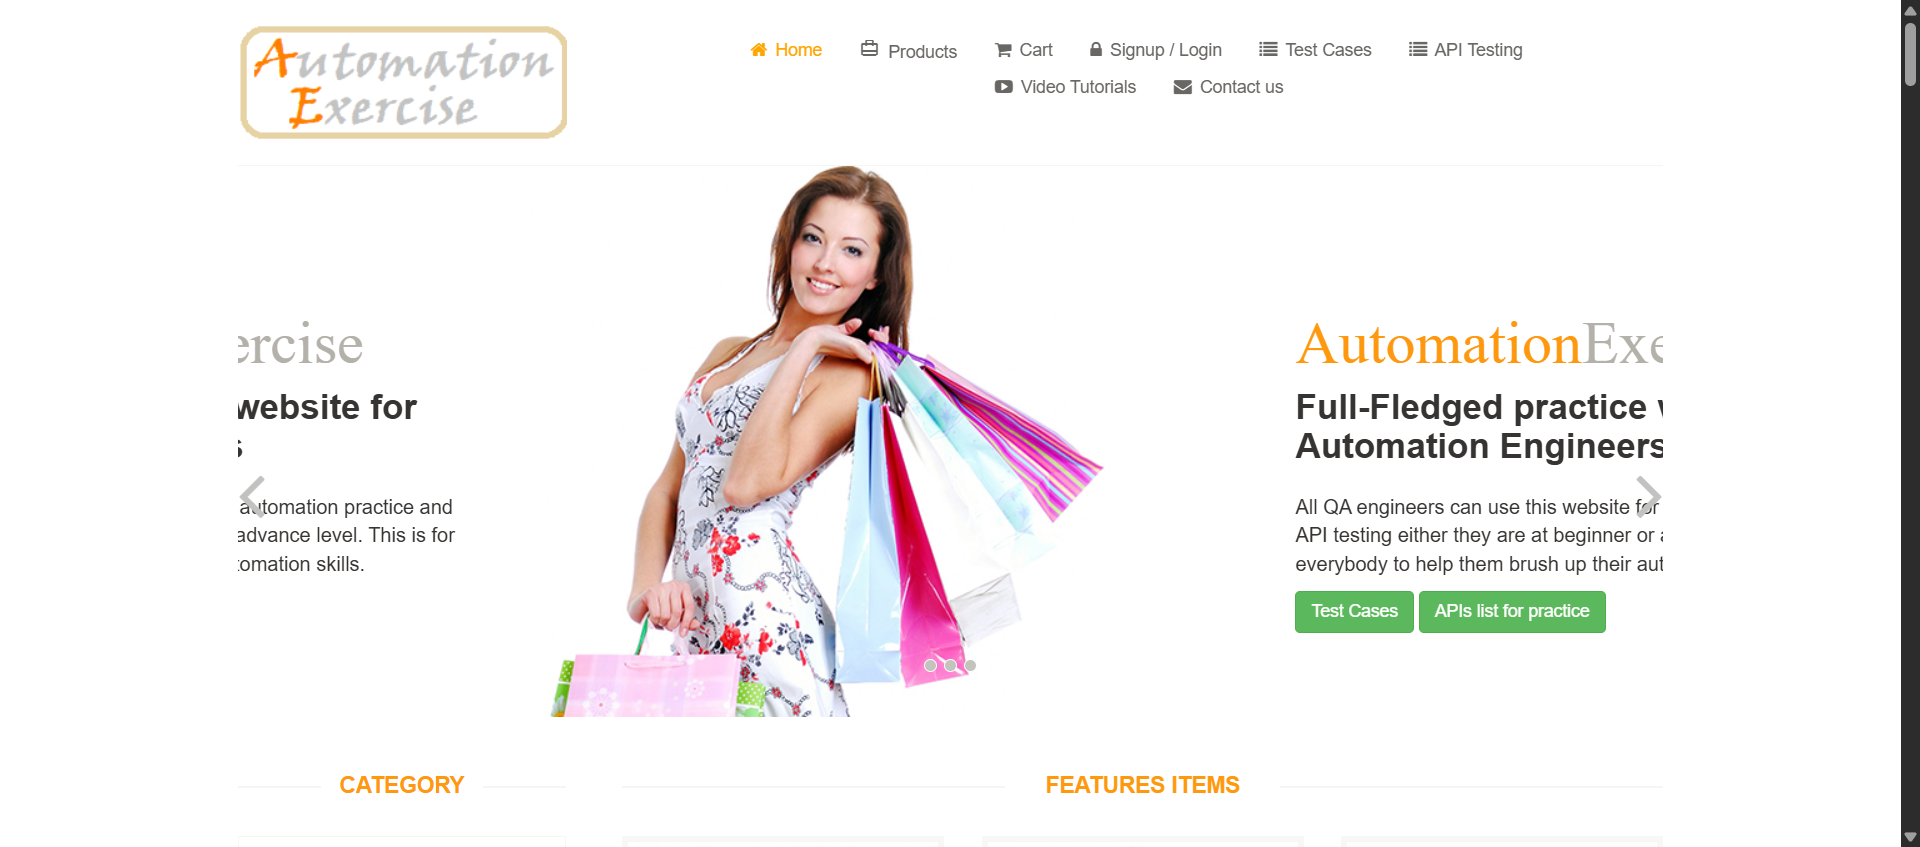 Automation
Exercise
Home
Products
Cart
Signup / Login
Test Cases
API Testing
Video Tutorials
Contact us
ercise
website for
s
automation practice and
advance level. This is for
tomation skills.
AutomationExe
Full-Fledged practice
Automation Engineers
All QA engineers can use this website for
API testing either they are at beginner or a
everybody to help them brush up their aut
Test Cases
APIs list for practice
CATEGORY
FEATURES ITEMS